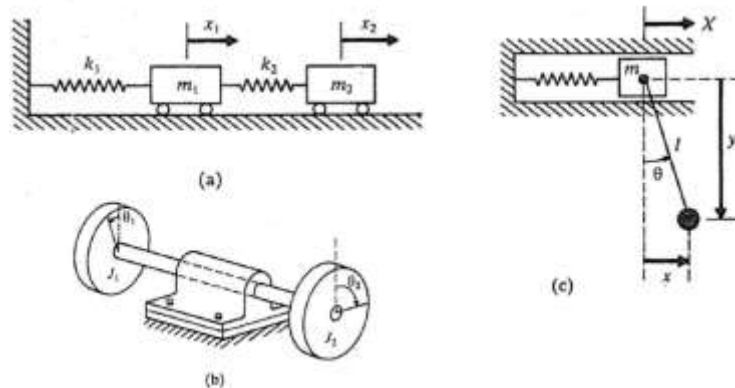 x₁
x₂
k₁
m₁
k₂
m₂
(a)
θ₁
J₁
θ₂
J₂
(b)
X
m
y
l
θ
x
(c)